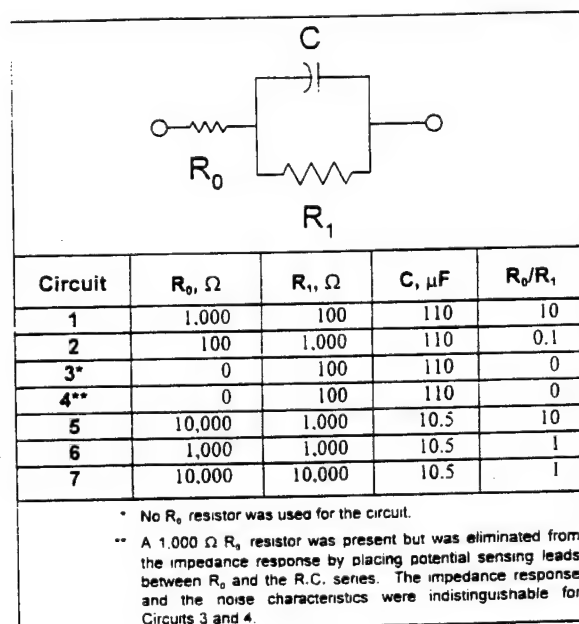 C
R₀
R₁
Circuit R₀, Ω R₁, Ω C, µF R₀/R₁
1 1,000 100 110 10
2 100 1,000 110 0.1
3* 0 100 110 0
4** 0 100 110 0
5 10,000 1.000 10.5 10
6 1,000 1,000 10.5 1
7 10,000 10,000 10.5 1
* No R₀ resistor was used for the circuit.
** A 1.000 Ω R₀ resistor was present but was eliminated from
the impedance response by placing potential sensing leads
between R₀ and the R.C. series. The impedance response
and the noise characteristics were indistinguishable for
Circuits 3 and 4.